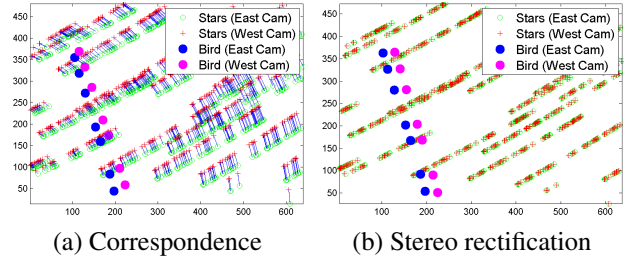 Stars (East Cam)
Stars (West Cam)
Bird (East Cam)
Bird (West Cam)
450
400
350
300
250
200
150
100
50
100 200 300 400 500 600
(a) Correspondence
Stars (East Cam)
Stars (West Cam)
Bird (East Cam)
Bird (West Cam)
450
400
350
300
250
200
150
100
50
100 200 300 400 500 600
(b) Stereo rectification